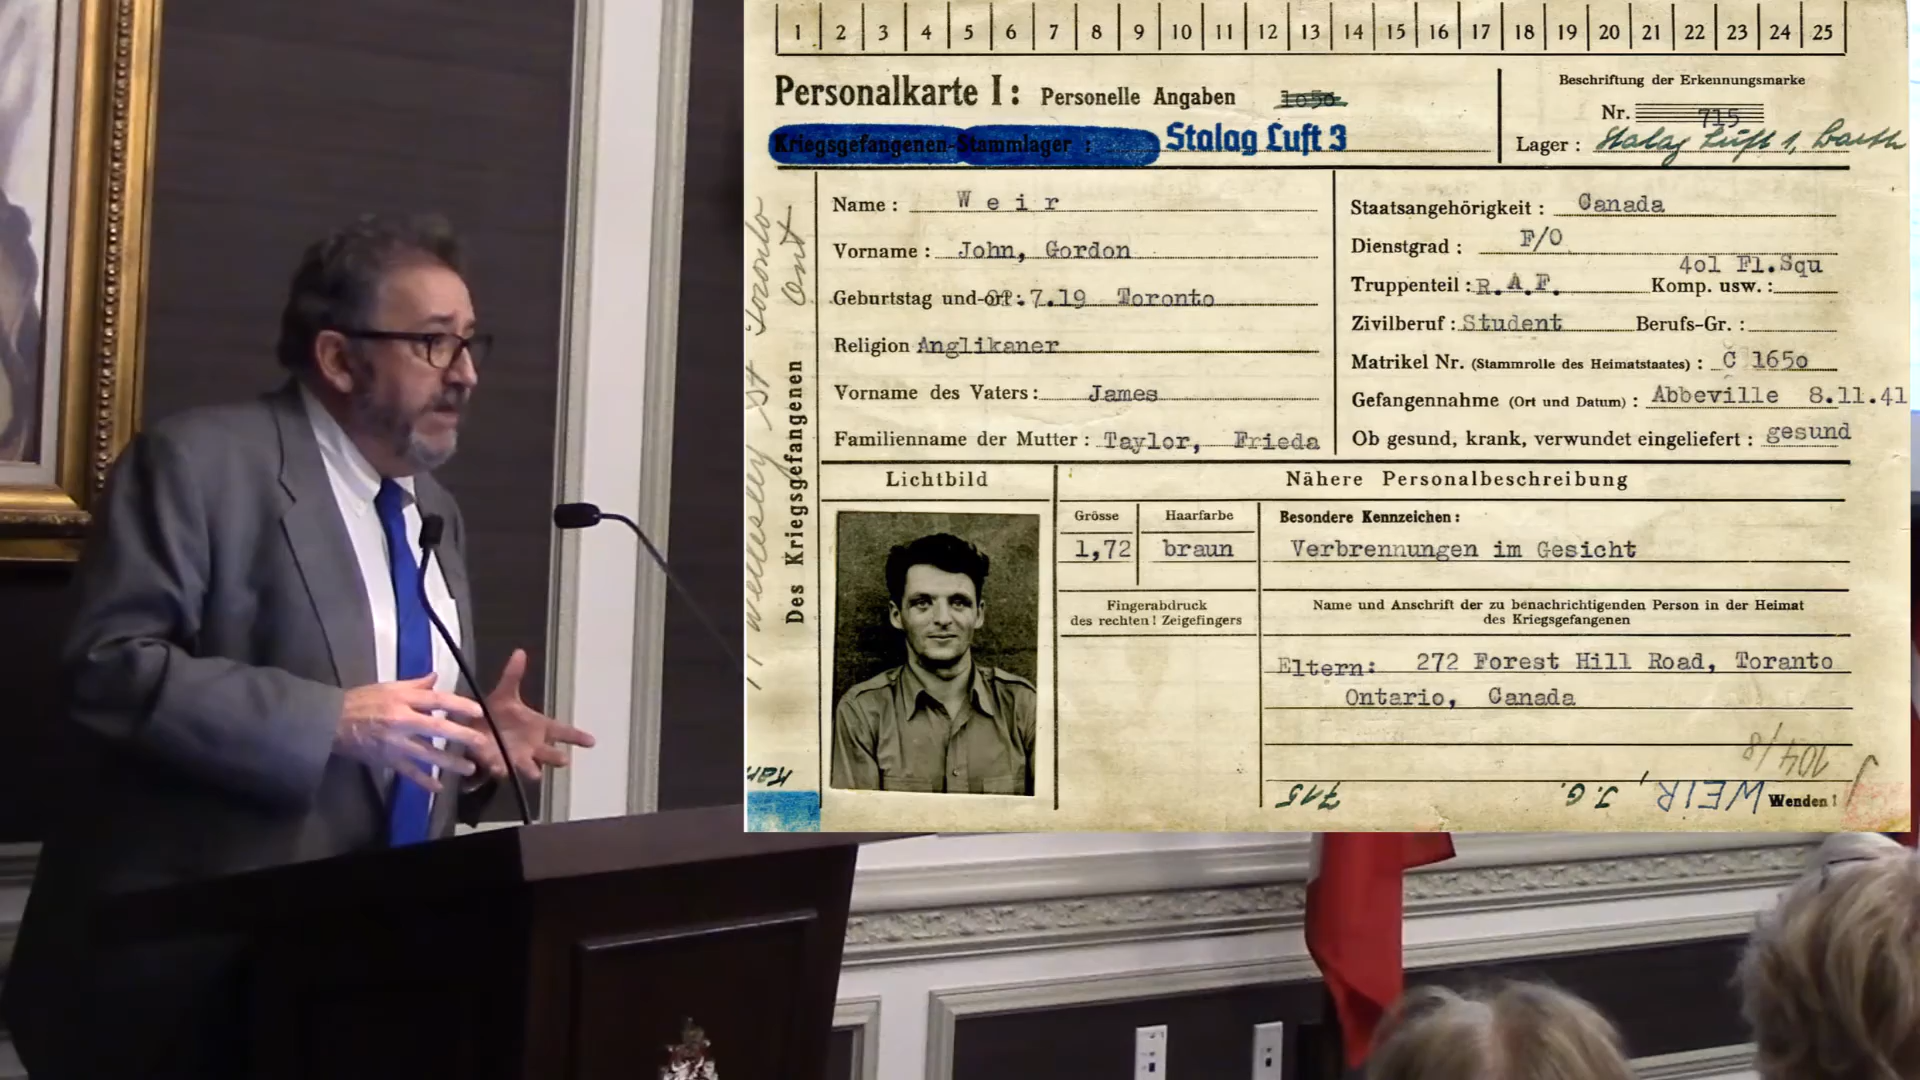 1 2 3 4 5 6 7 8 9 10 11 12 13 14 15 16 17 18 19 20 21 22 23 24 25
Personalkarte I: Personelle Angaben 1050
Kriegsgefangenen-Stammlager: Stalag Luft 3
Beschriftung der Erkennungsmarke
Nr. 715
Lager: Stalag Luft 1, Barth
Name: Weir
Vorname: John, Gordon
Geburtstag und -ort: 7.19 Toronto
Religion Anglikaner
Vorname des Vaters: James
Familienname der Mutter: Taylor, Frieda
Staatsangehörigkeit: Canada
Dienstgrad: F/O
401 Fl.Squ
Truppenteil: R.A.F. Komp. usw.:
Zivilberuf: Student Berufs-Gr.:
Matrikel Nr. (Stammrolle des Heimatstaates): C 1650
Gefangennahme (Ort und Datum): Abbeville 8.11.41
Ob gesund, krank, verwundet eingeliefert: gesund
Des Kriegsgefangenen
Wellesley St Toronto
Ont
Lichtbild
Nähere Personalbeschreibung
Grösse
1,72
Haarfarbe
braun
Besondere Kennzeichen:
Verbrennungen im Gesicht
Fingerabdruck
des rechten! Zeigefingers
Name und Anschrift der zu benachrichtigenden Person in der Heimat
des Kriegsgefangenen
Eltern: 272 Forest Hill Road, Toranto
Ontario, Canada
104/8
715 J.G. WEIR,
Wenden!